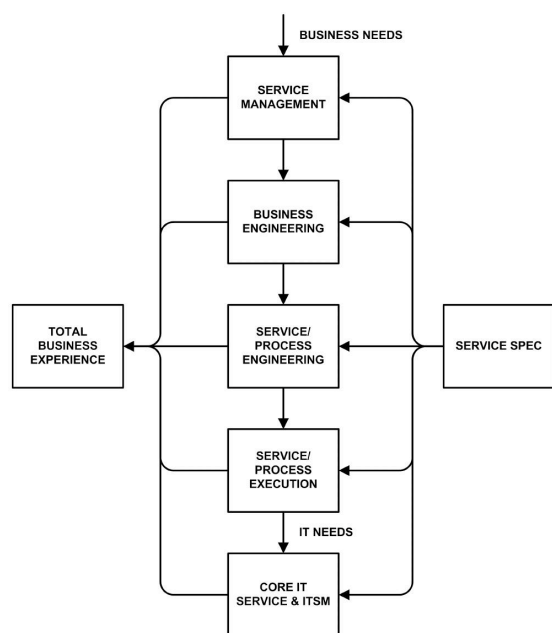 BUSINESS NEEDS
SERVICE
MANAGEMENT
BUSINESS
ENGINEERING
TOTAL
BUSINESS
EXPERIENCE
SERVICE/
PROCESS
ENGINEERING
SERVICE SPEC
SERVICE/
PROCESS
EXECUTION
IT NEEDS
CORE IT
SERVICE & ITSM